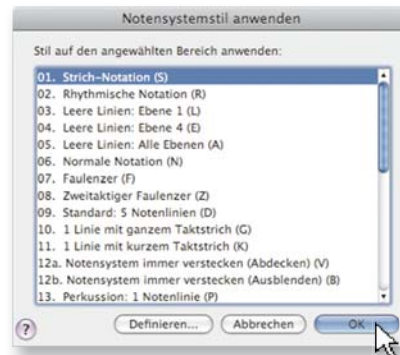 Notensystemstil anwenden
Stil auf den angewählten Bereich anwenden:
01. Strich-Notation (S)
02. Rhythmische Notation (R)
03. Leere Linien: Ebene 1 (L)
04. Leere Linien: Ebene 4 (E)
05. Leere Linien: Alle Ebenen (A)
06. Normale Notation (N)
07. Faulenzer (F)
08. Zweitaktiger Faulenzer (Z)
09. Standard: 5 Notenlinien (D)
10. 1 Linie mit ganzem Taktstrich (G)
11. 1 Linie mit kurzem Taktstrich (K)
12a. Notensystem immer verstecken (Abdecken) (V)
12b. Notensystem immer verstecken (Ausblenden) (B)
13. Perkussion: 1 Notenlinie (P)
? Definieren... Abbrechen OK